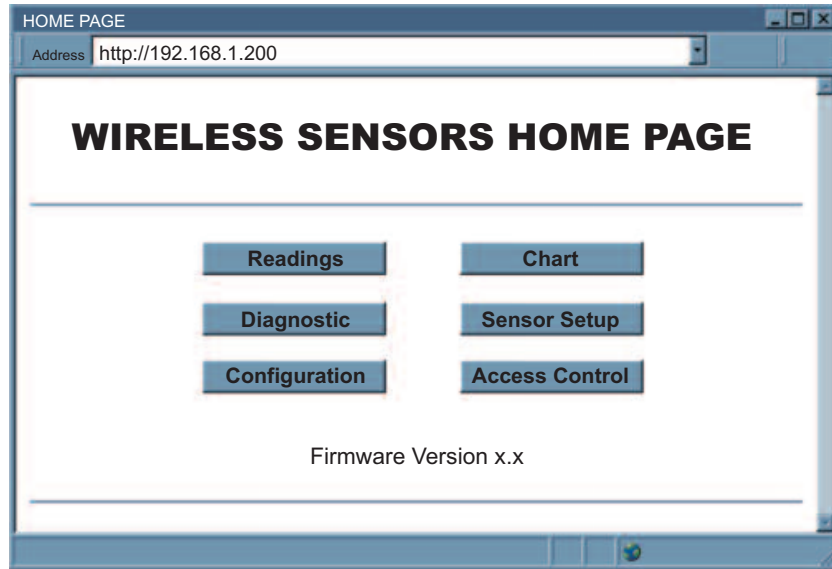 HOME PAGE
Address http://192.168.1.200
WIRELESS SENSORS HOME PAGE
Readings Chart
Diagnostic Sensor Setup
Configuration Access Control
Firmware Version x.x